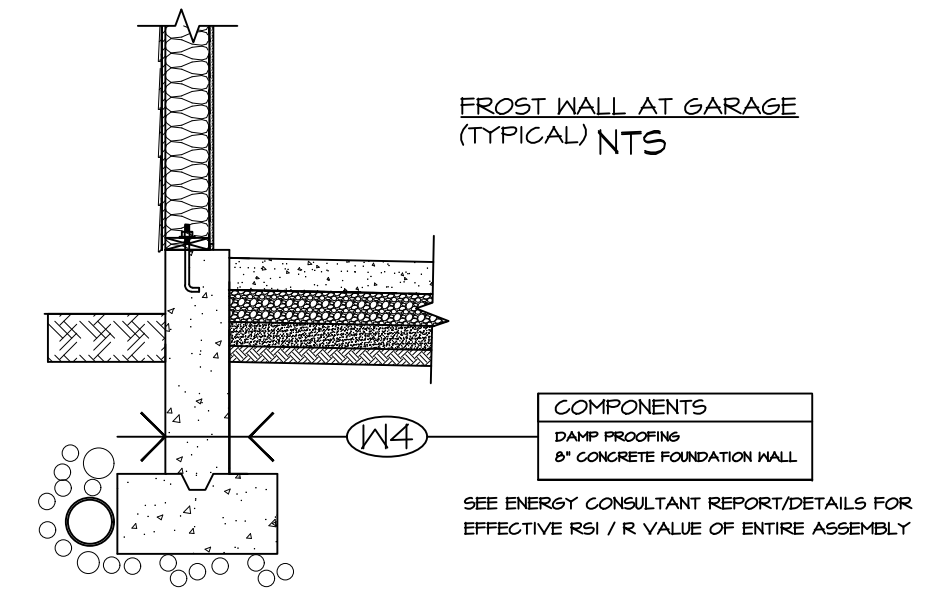 FROST WALL AT GARAGE
(TYPICAL) NTS
W4
COMPONENTS
DAMP PROOFING
8" CONCRETE FOUNDATION WALL
SEE ENERGY CONSULTANT REPORT/DETAILS FOR
EFFECTIVE RSI / R VALUE OF ENTIRE ASSEMBLY